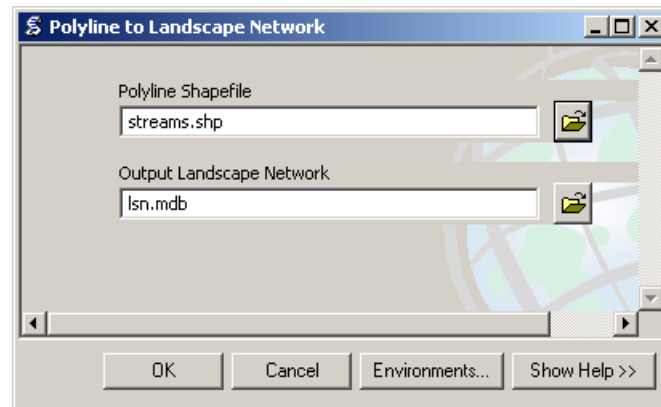 Polyline to Landscape Network
Polyline Shapefile
streams.shp
Output Landscape Network
lsn.mdb
OK Cancel Environments... Show Help >>